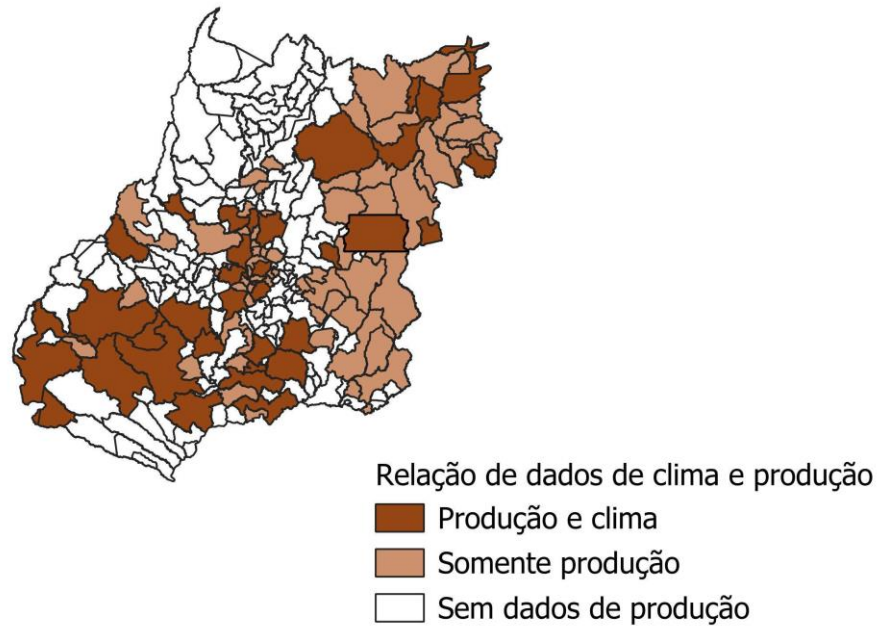 Relação de dados de clima e produção
Produção e clima
Somente produção
Sem dados de produção